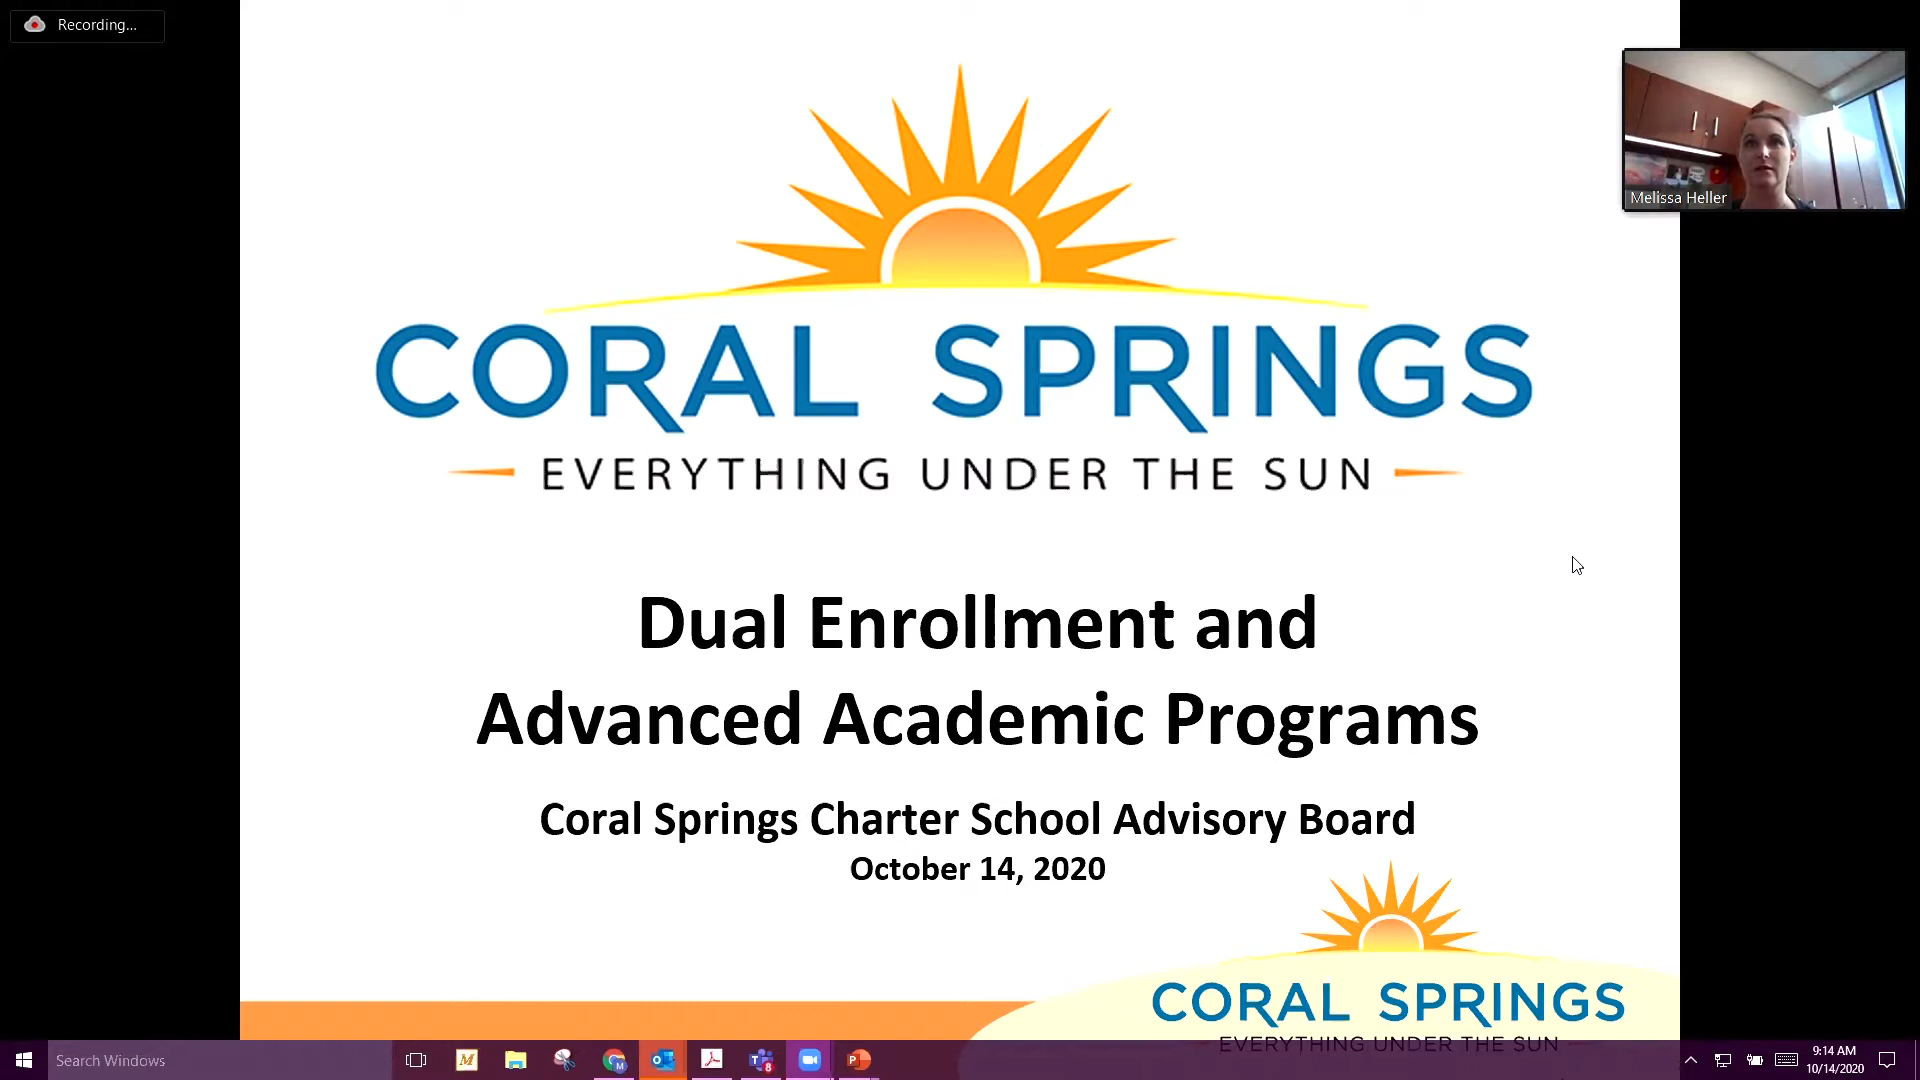 Recording...
Melissa Heller
CORAL SPRINGS
EVERYTHING UNDER THE SUN
Dual Enrollment and
Advanced Academic Programs
Coral Springs Charter School Advisory Board
October 14, 2020
CORAL SPRINGS
EVERYTHING UNDER THE SUN
Search Windows
9:14 AM
10/14/2020